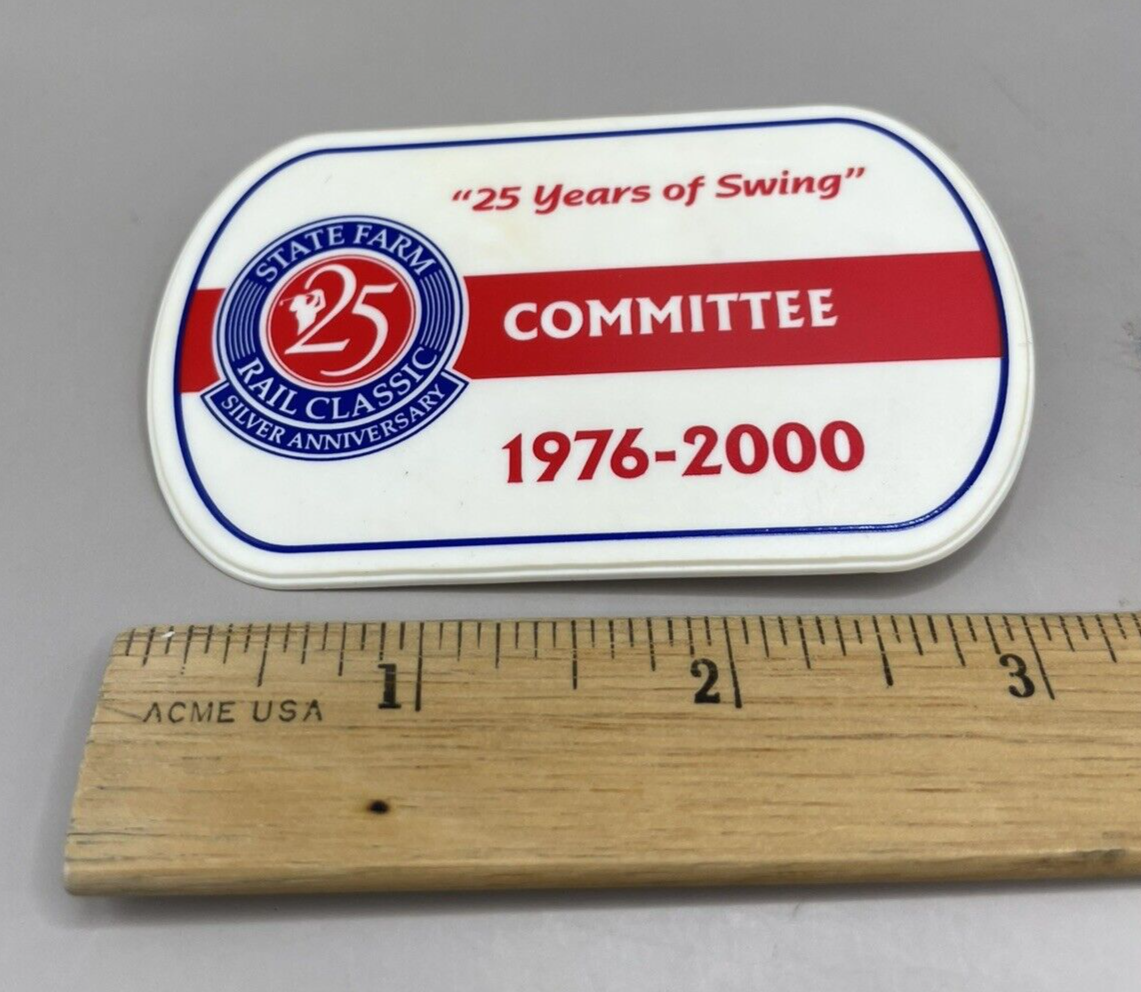 “25 Years of Swing”
STATE FARM
25
RAIL CLASSIC
SILVER ANNIVERSARY
COMMITTEE
1976-2000
1 2 3
ACME USA